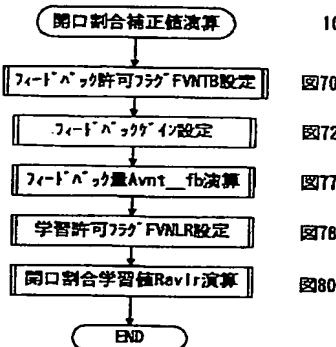 開口割合補正値演算 10
フィードバック許可フラグFVNTB設定 図70
フィードバックゲイン設定 図72
フィードバック量Avnt__fb演算 図77
学習許可フラグFVNLR設定 図78
開口割合学習値Ravlr演算 図80
END